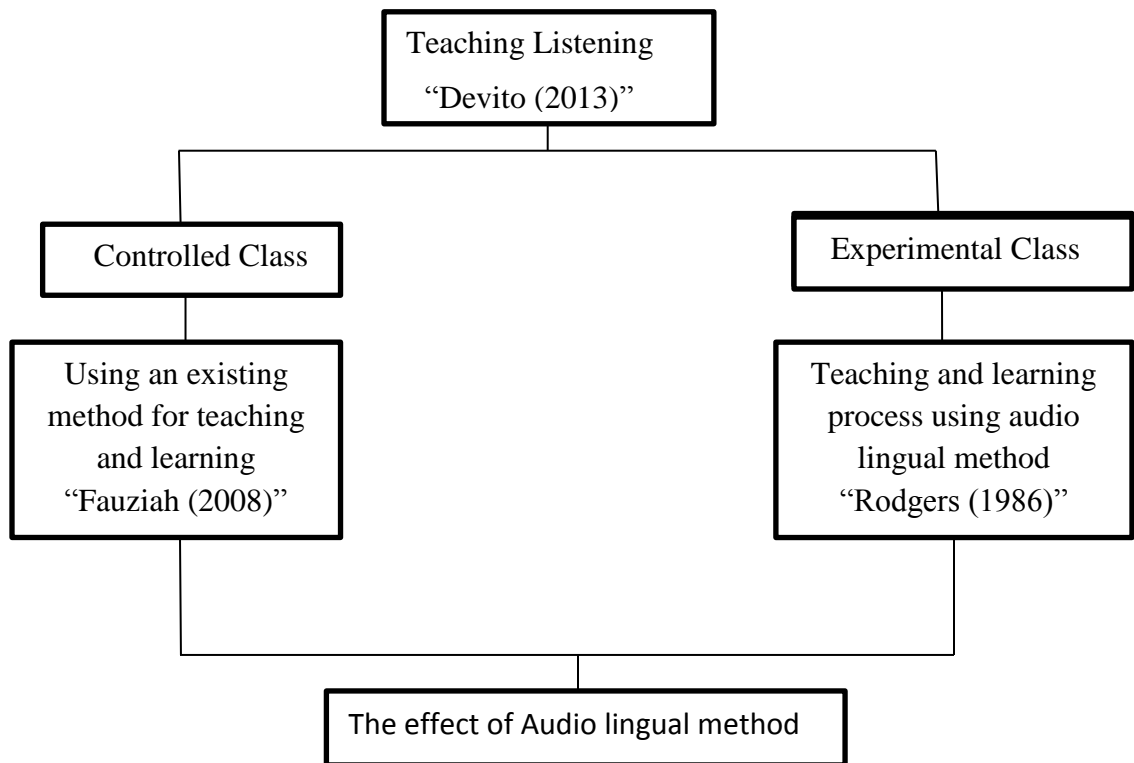 Teaching Listening
“Devito (2013)”
Controlled Class
Experimental Class
Using an existing
method for teaching
and learning
“Fauziah (2008)”
Teaching and learning
process using audio
lingual method
“Rodgers (1986)”
The effect of Audio lingual method